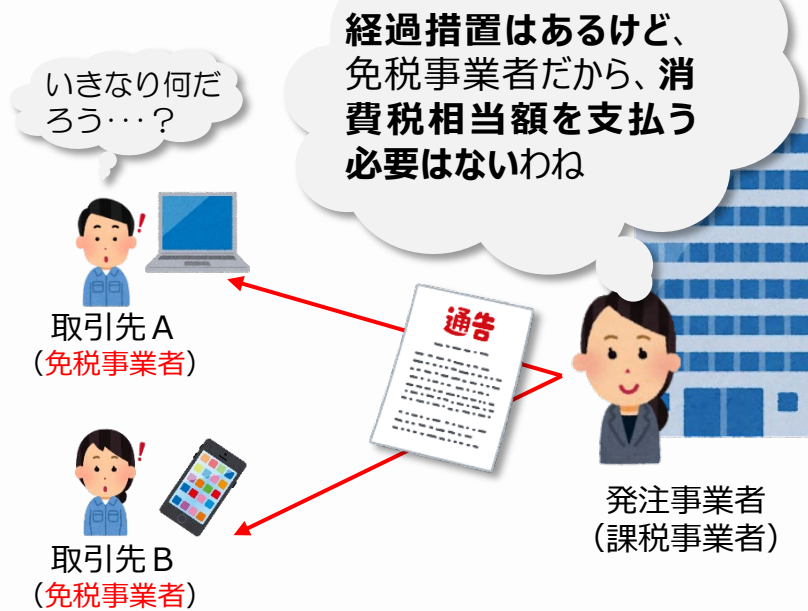 経過措置はあるけど、
免税事業者だから、消
費税相当額を支払う
必要はないわね
いきなり何だ
ろう･･･？
通告
取引先Ａ
（免税事業者）
発注事業者
（課税事業者）
取引先Ｂ
（免税事業者）